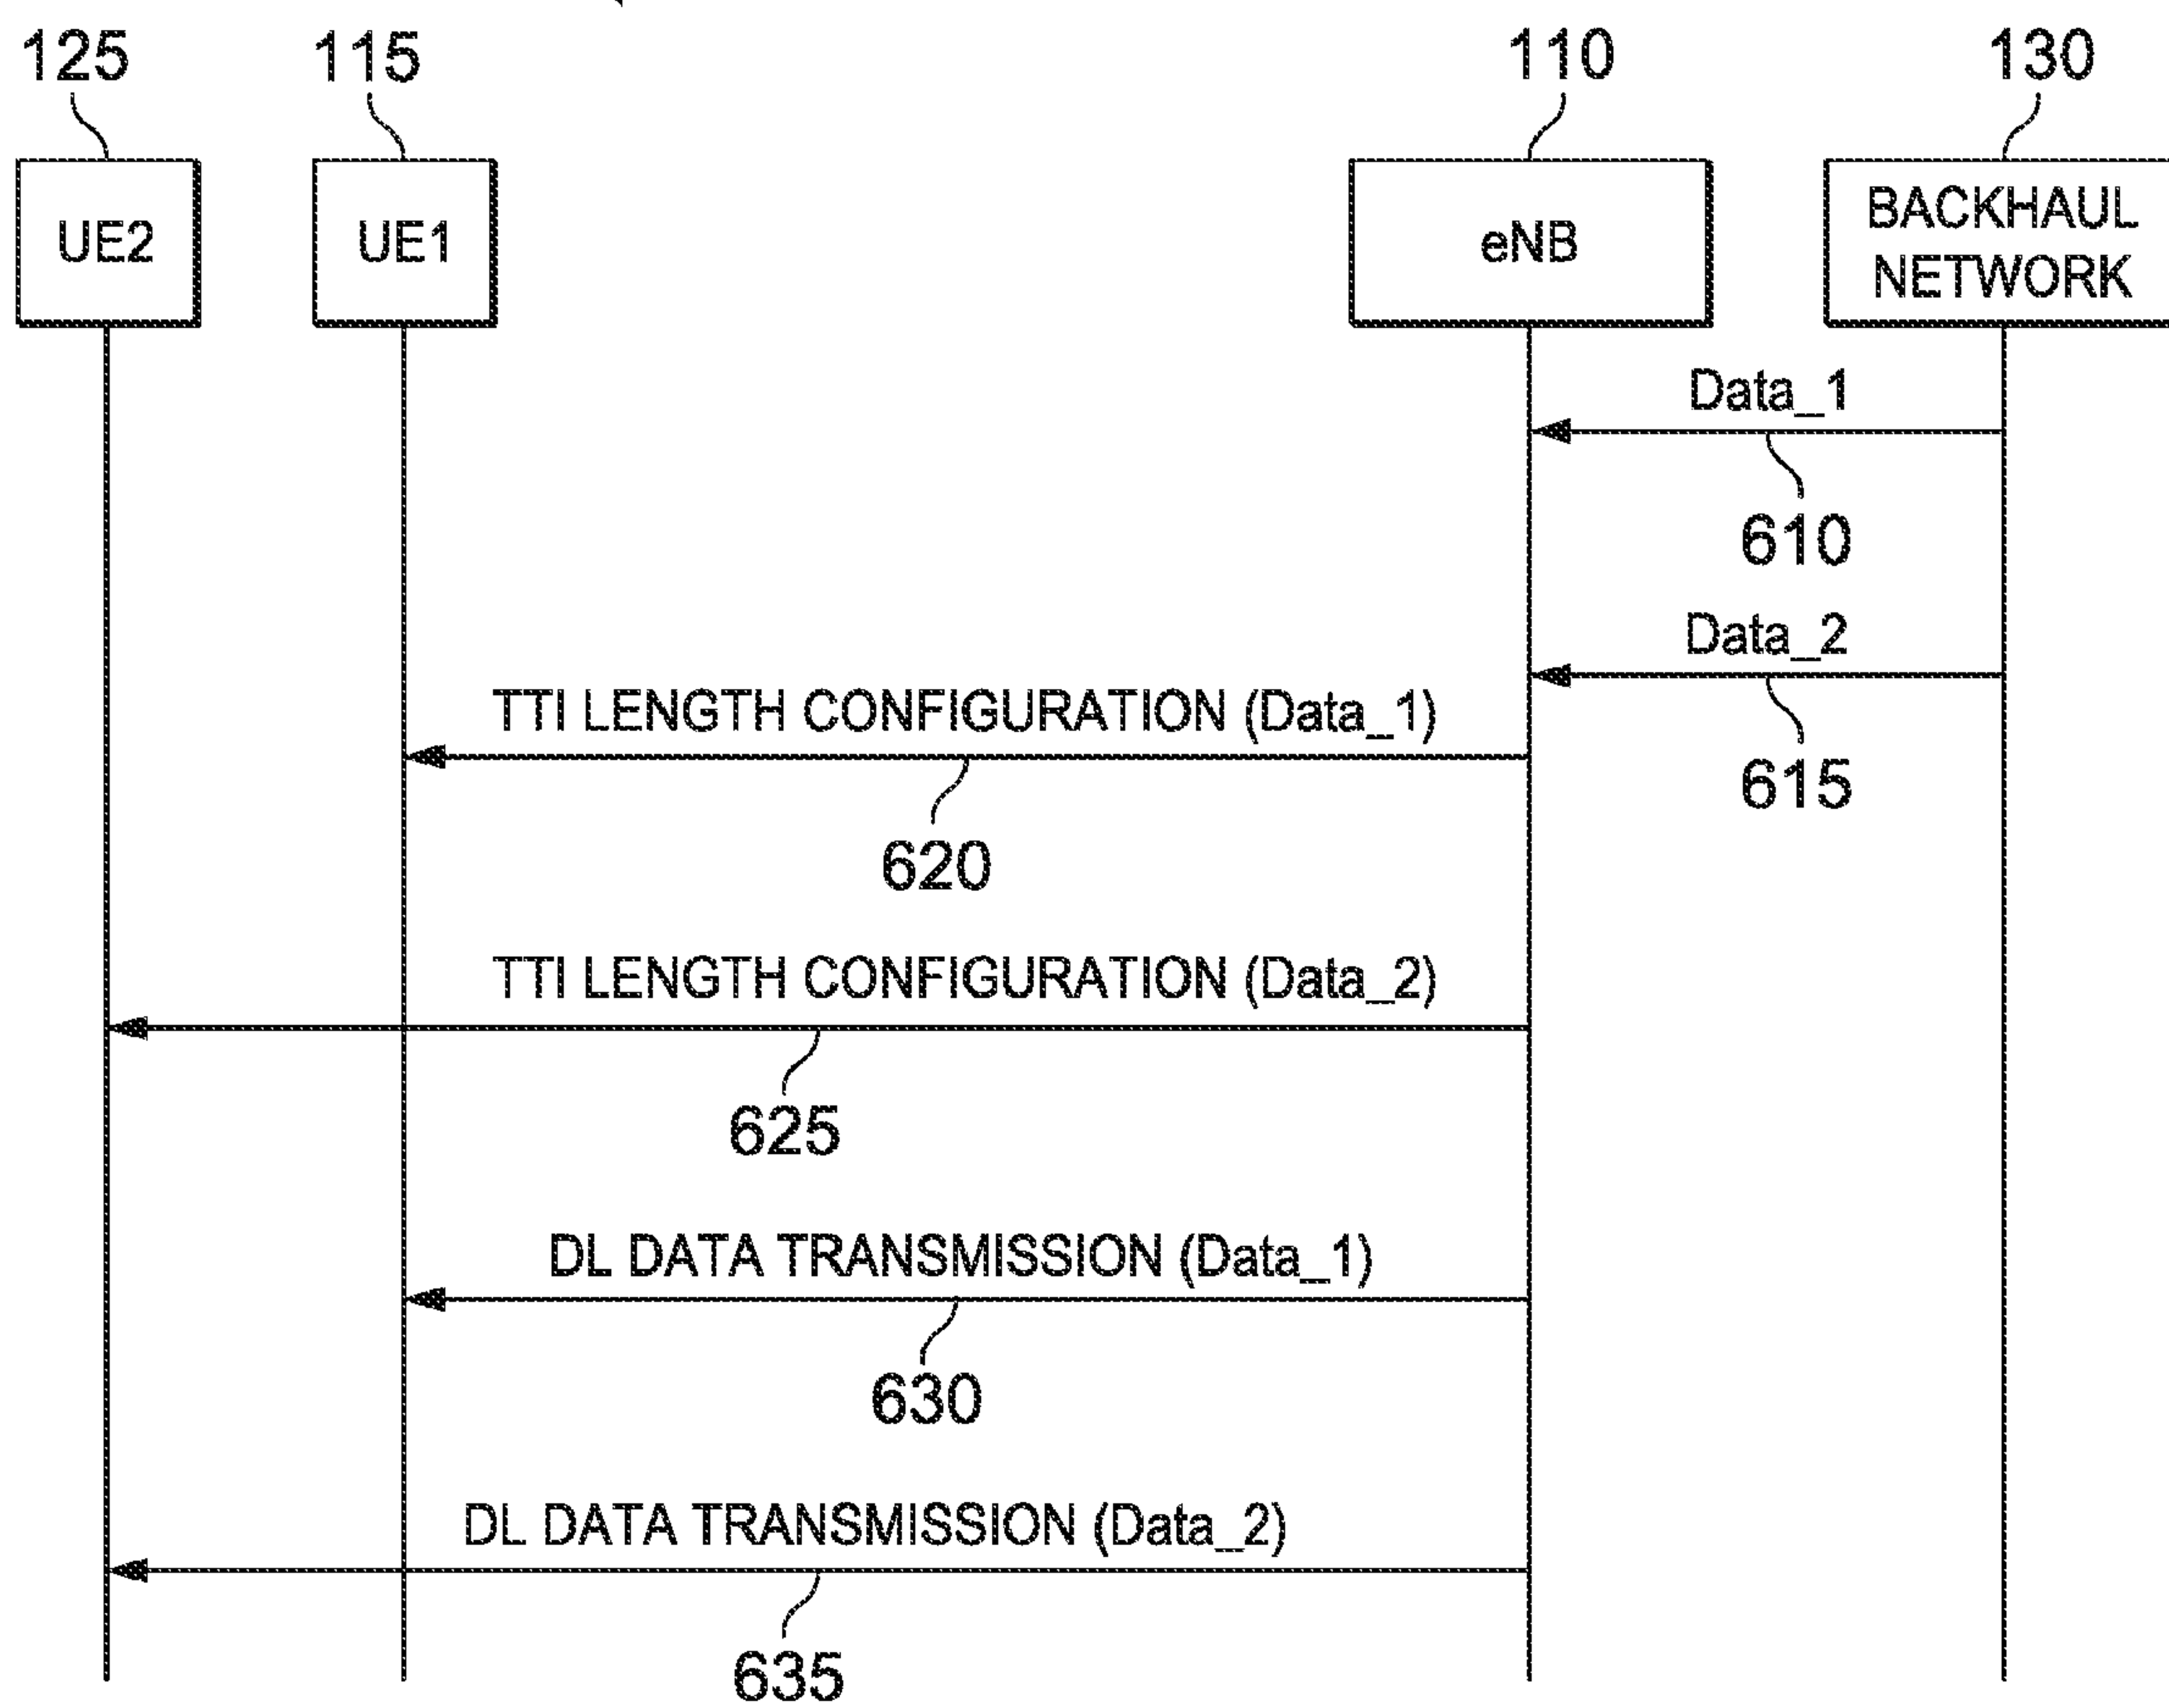 125
115
110
130
UE2
UE1
eNB
BACKHAUL
NETWORK
Data_1
610
Data_2
615
TTI LENGTH CONFIGURATION (Data_1)
620
TTI LENGTH CONFIGURATION (Data_2)
625
DL DATA TRANSMISSION (Data_1)
630
DL DATA TRANSMISSION (Data_2)
635